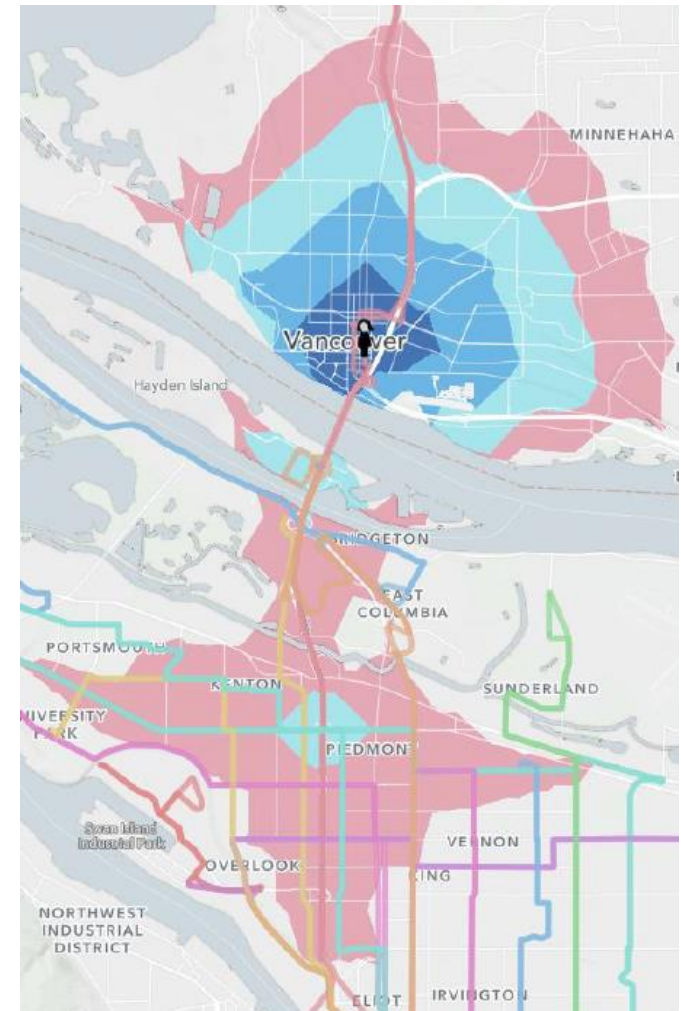 MINNEHAHA
Vancouver
Hayden Island
BRIDGETON
EAST
COLUMBIA
PORTSMOUTH
KENTON
SUNDERLAND
UNIVERSITY
PARK
PIEDMONT
Swan Island
Industrial Park
VERNON
OVERLOOK
KING
NORTHWEST
INDUSTRIAL
DISTRICT
ELIOT
IRVINGTON